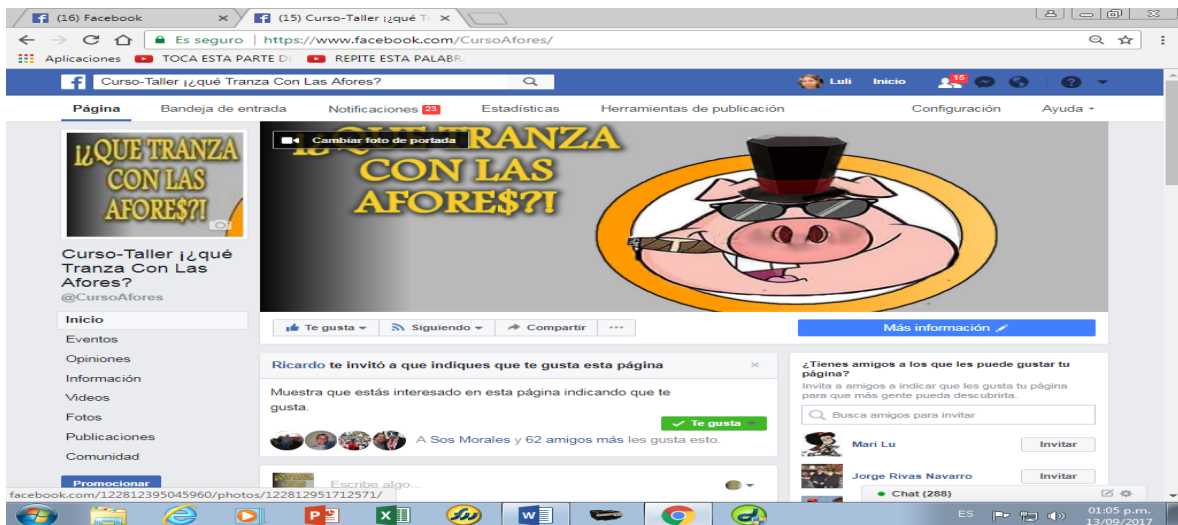 (16) Facebook
(15) Curso-Taller ¡¿qué T
Es seguro | https://www.facebook.com/CursoAfores/
Aplicaciones TOCA ESTA PARTE D REPITE ESTA PALABR
Curso-Taller ¡¿qué Tranza Con Las Afores?
Luli Inicio 15
Página Bandeja de entrada Notificaciones 23 Estadísticas Herramientas de publicación Configuración Ayuda
¡¿QUE TRANZA
CON LAS
AFORE$?!
Cambiar foto de portada
¡¿QUE TRANZA
CON LAS
AFORE$?!
Curso-Taller ¡¿qué
Tranza Con Las
Afores?
@CursoAfores
Inicio
Eventos
Opiniones
Información
Videos
Fotos
Publicaciones
Comunidad
Promocionar
Te gusta Siguiendo Compartir ...
Más información
Ricardo te invitó a que indiques que te gusta esta página
Muestra que estás interesado en esta página indicando que te
gusta.
Te gusta
A Sos Morales y 62 amigos más les gusta esto.
Escribe algo...
¿Tienes amigos a los que les puede gustar tu
página?
Invita a amigos a indicar que les gusta tu página
para que más gente pueda descubrirla.
Busca amigos para invitar
Mari Lu Invitar
Jorge Rivas Navarro Invitar
Chat (288)
facebook.com/122812395045960/photos/122812951712571/
ES 01:05 p.m.
13/09/2017